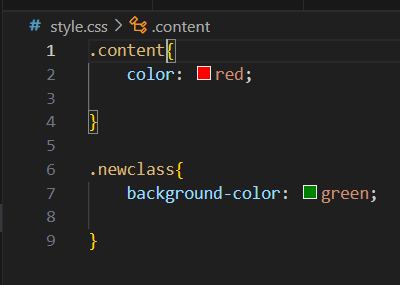 # style.css > .content
1 .content{
2 color: red;
3
4 }
5
6 .newclass{
7 background-color: green;
8
9 }